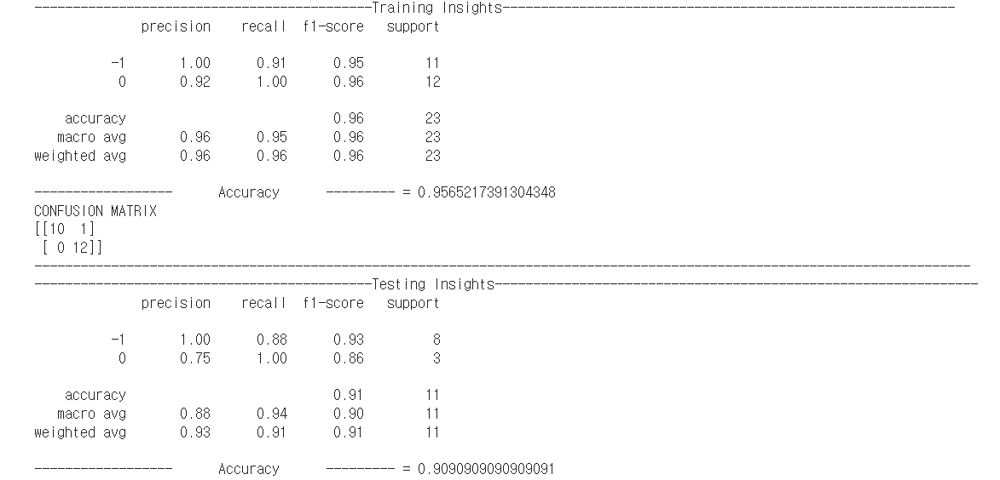 --------------------------------------------Training Insights-----------------------------------------------------------
precision recall f1-score support
-1 1.00 0.91 0.95 11
0 0.92 1.00 0.96 12
accuracy 0.96 23
macro avg 0.96 0.95 0.96 23
weighted avg 0.96 0.96 0.96 23
------------------ Accuracy --------- = 0.9565217391304348
CONFUSION MATRIX
[[10 1]
[ 0 12]]
--------------------------------------------------------------------------------------------------------------------------
--------------------------------------------Testing Insights---------------------------------------------------------------
precision recall f1-score support
-1 1.00 0.88 0.93 8
0 0.75 1.00 0.86 3
accuracy 0.91 11
macro avg 0.88 0.94 0.90 11
weighted avg 0.93 0.91 0.91 11
------------------ Accuracy --------- = 0.9090909090909091